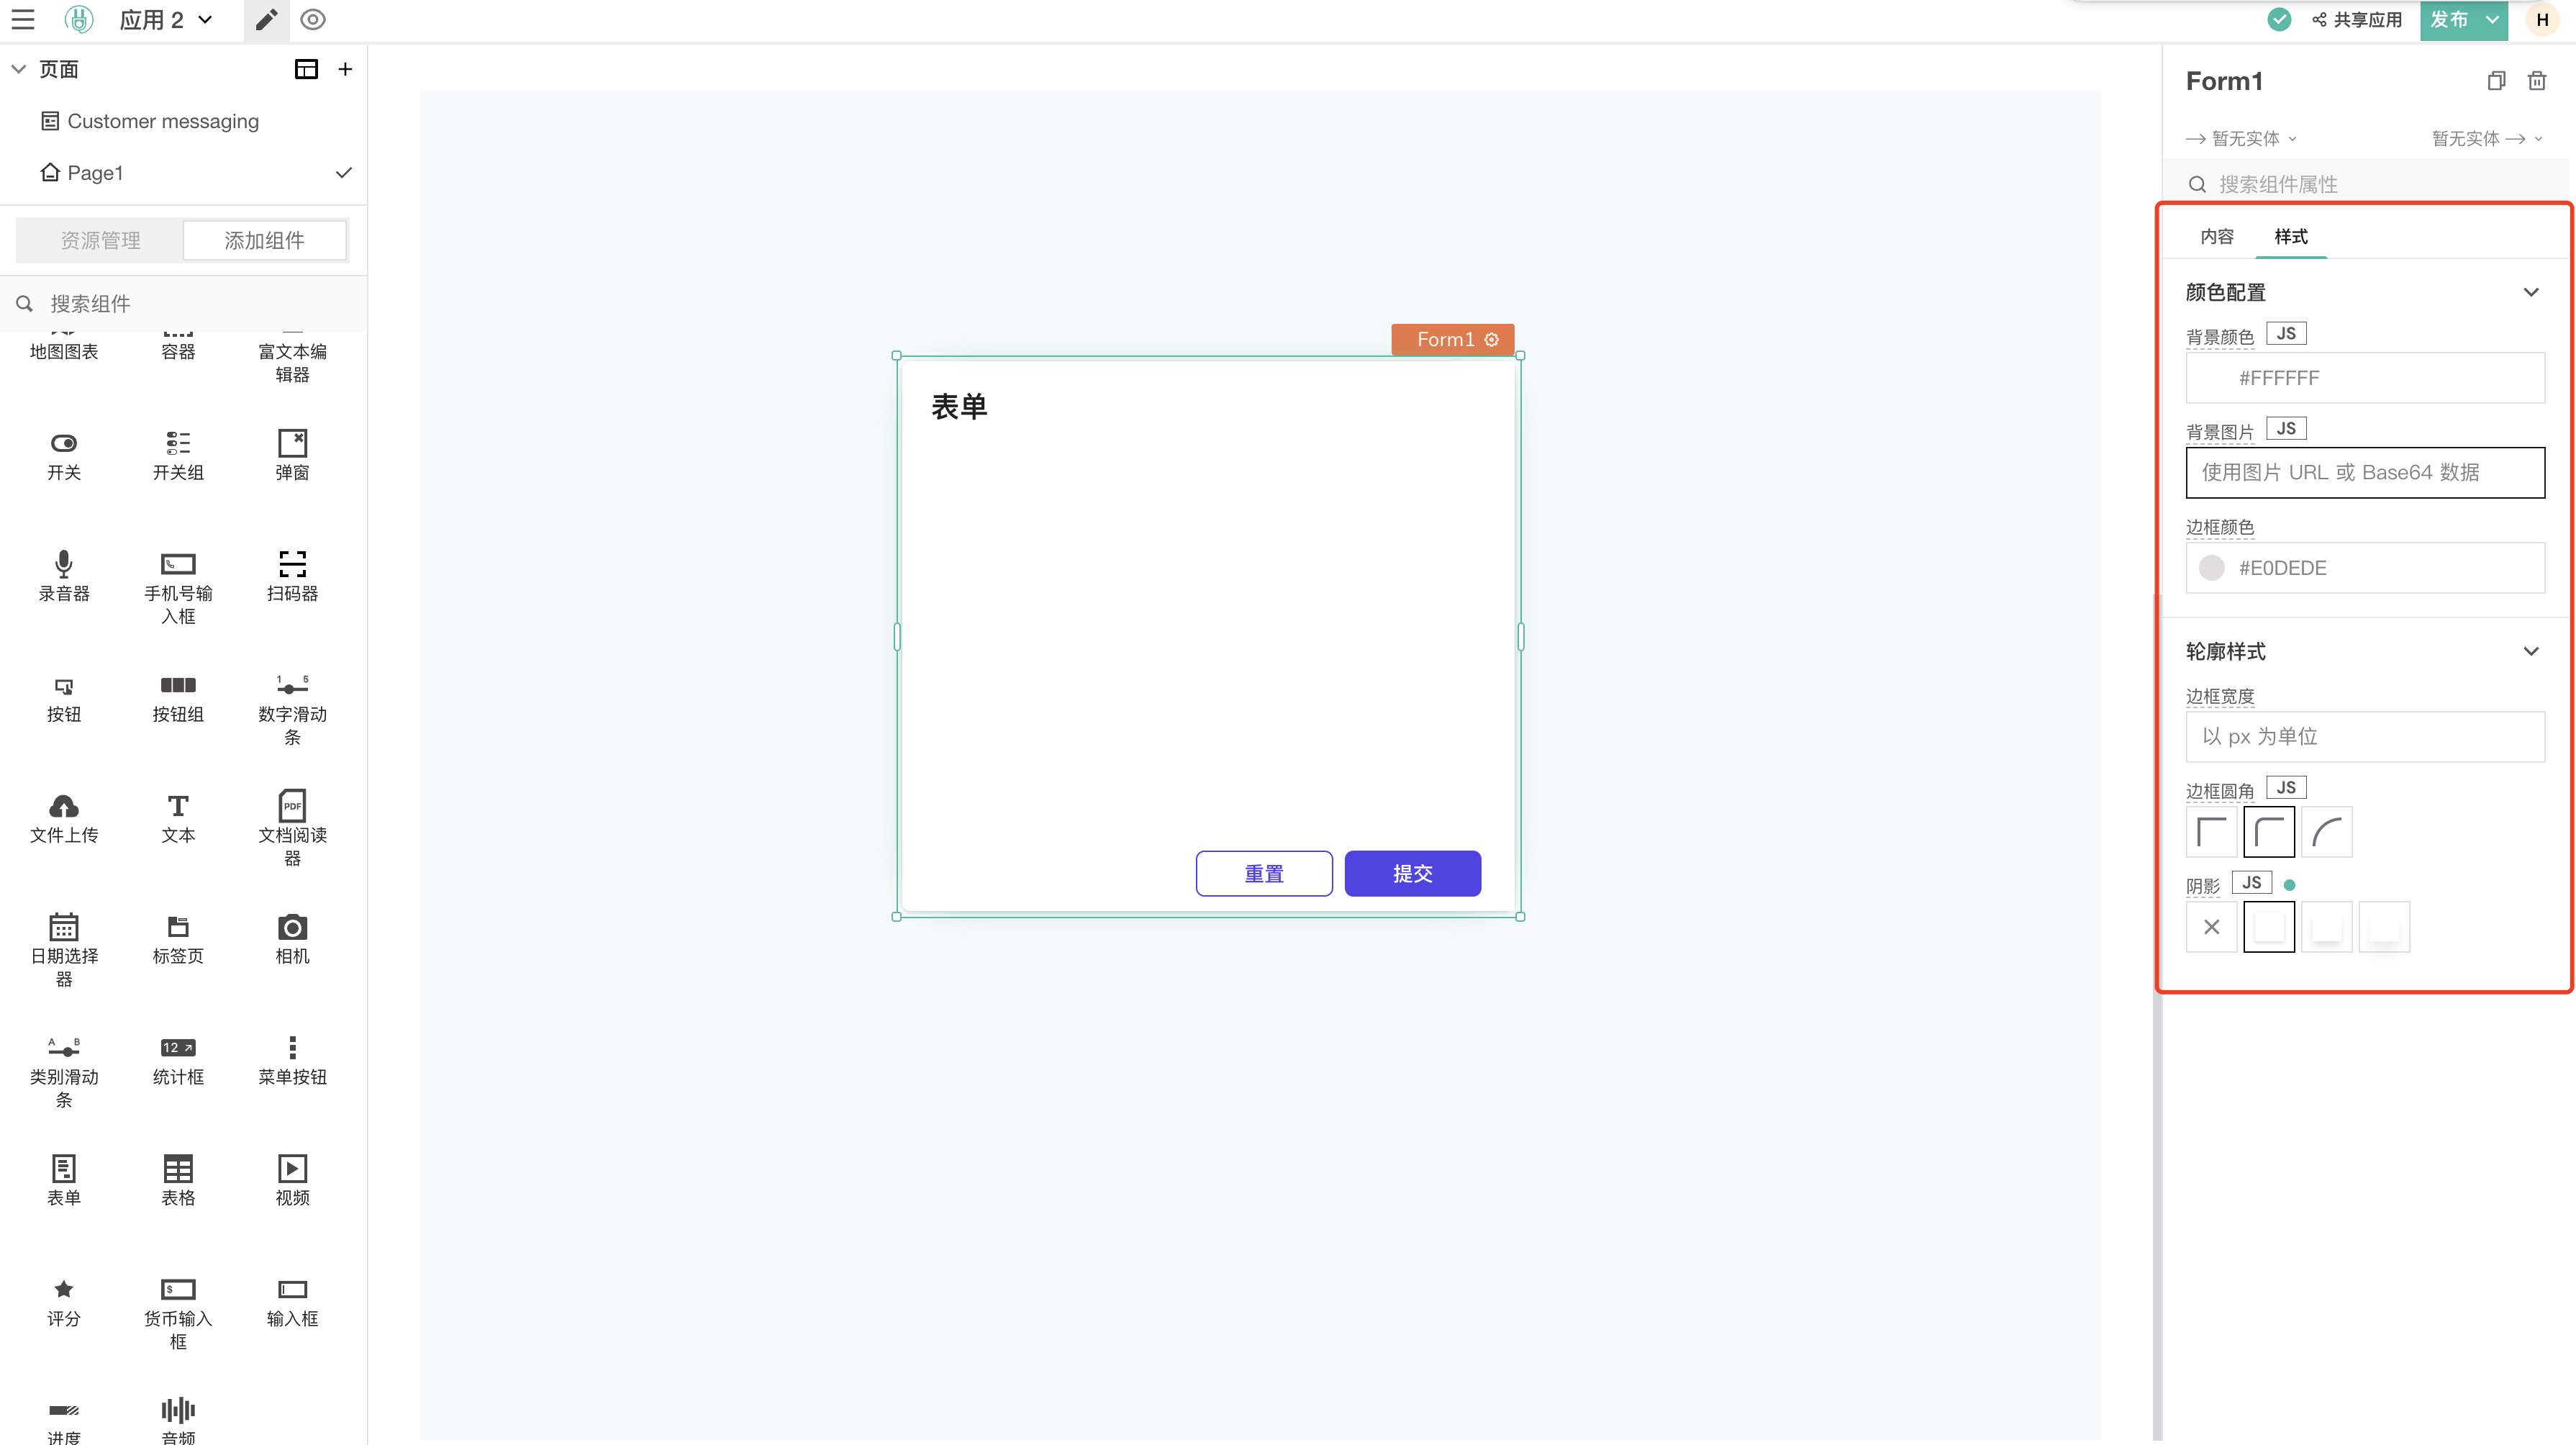 应用 2
共享应用
发布
H
页面
Customer messaging
Page1
资源管理
添加组件
搜索组件
地图图表
容器
富文本编
辑器
开关
开关组
弹窗
录音器
手机号输
入框
扫码器
按钮
按钮组
1 5
数字滑动
条
文件上传
T
文本
PDF
文档阅读
器
日期选择
器
标签页
相机
A B
类别滑动
条
12
统计框
菜单按钮
表单
表格
视频
评分
$
货币输入
框
输入框
进度
音频
Form1
表单
重置
提交
Form1
暂无实体
暂无实体
搜索组件属性
内容
样式
颜色配置
背景颜色 JS
#FFFFFF
背景图片 JS
使用图片 URL 或 Base64 数据
边框颜色
#E0DEDE
轮廓样式
边框宽度
以 px 为单位
边框圆角 JS
阴影 JS